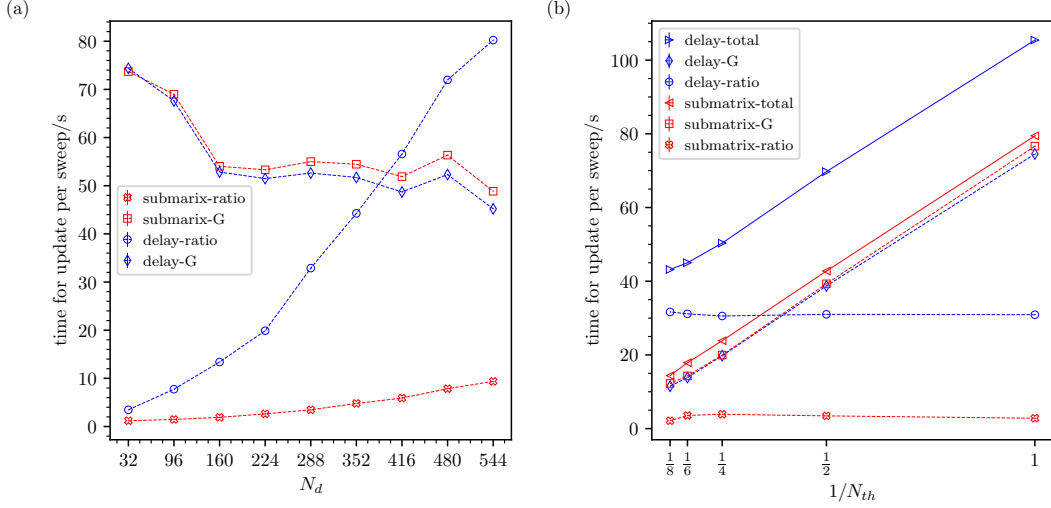 (a)
time for update per sweep/s
80
70
60
50
40
30
20
10
0
submarix-ratio
submarix-G
delay-ratio
delay-G
32 96 160 224 288 352 416 480 544
N_d
(b)
time for update per sweep/s
100
80
60
40
20
0
delay-total
delay-G
delay-ratio
submatrix-total
submatrix-G
submatrix-ratio
1/8 1/6 1/4 1/2 1
1/N_{th}